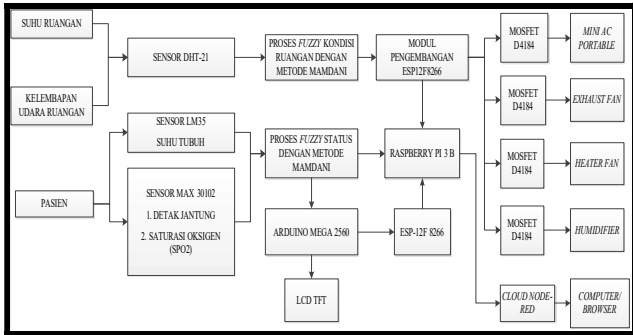 SUHU RUANGAN
KELEMBAPAN
UDARA RUANGAN
PASIEN
SENSOR DHT-21
SENSOR LM35
SUHU TUBUH
SENSOR MAX 30102
1. DETAK JANTUNG
2. SATURASI OKSIGEN
(SPO2)
PROSES FUZZY KONDISI
RUANGAN DENGAN
METODE MAMDANI
PROSES FUZZY STATUS
DENGAN METODE
MAMDANI
ARDUINO MEGA 2560
LCD TFT
MODUL
PENGEMBANGAN
ESP12F8266
RASPBERRY PI 3 B
ESP-12F 8266
MOSFET
D4184
MINI AC
PORTABLE
MOSFET
D4184
EXHAUST FAN
MOSFET
D4184
HEATER FAN
MOSFET
D4184
HUMIDIFIER
CLOUD NODE-
RED
COMPUTER/
BROWSER